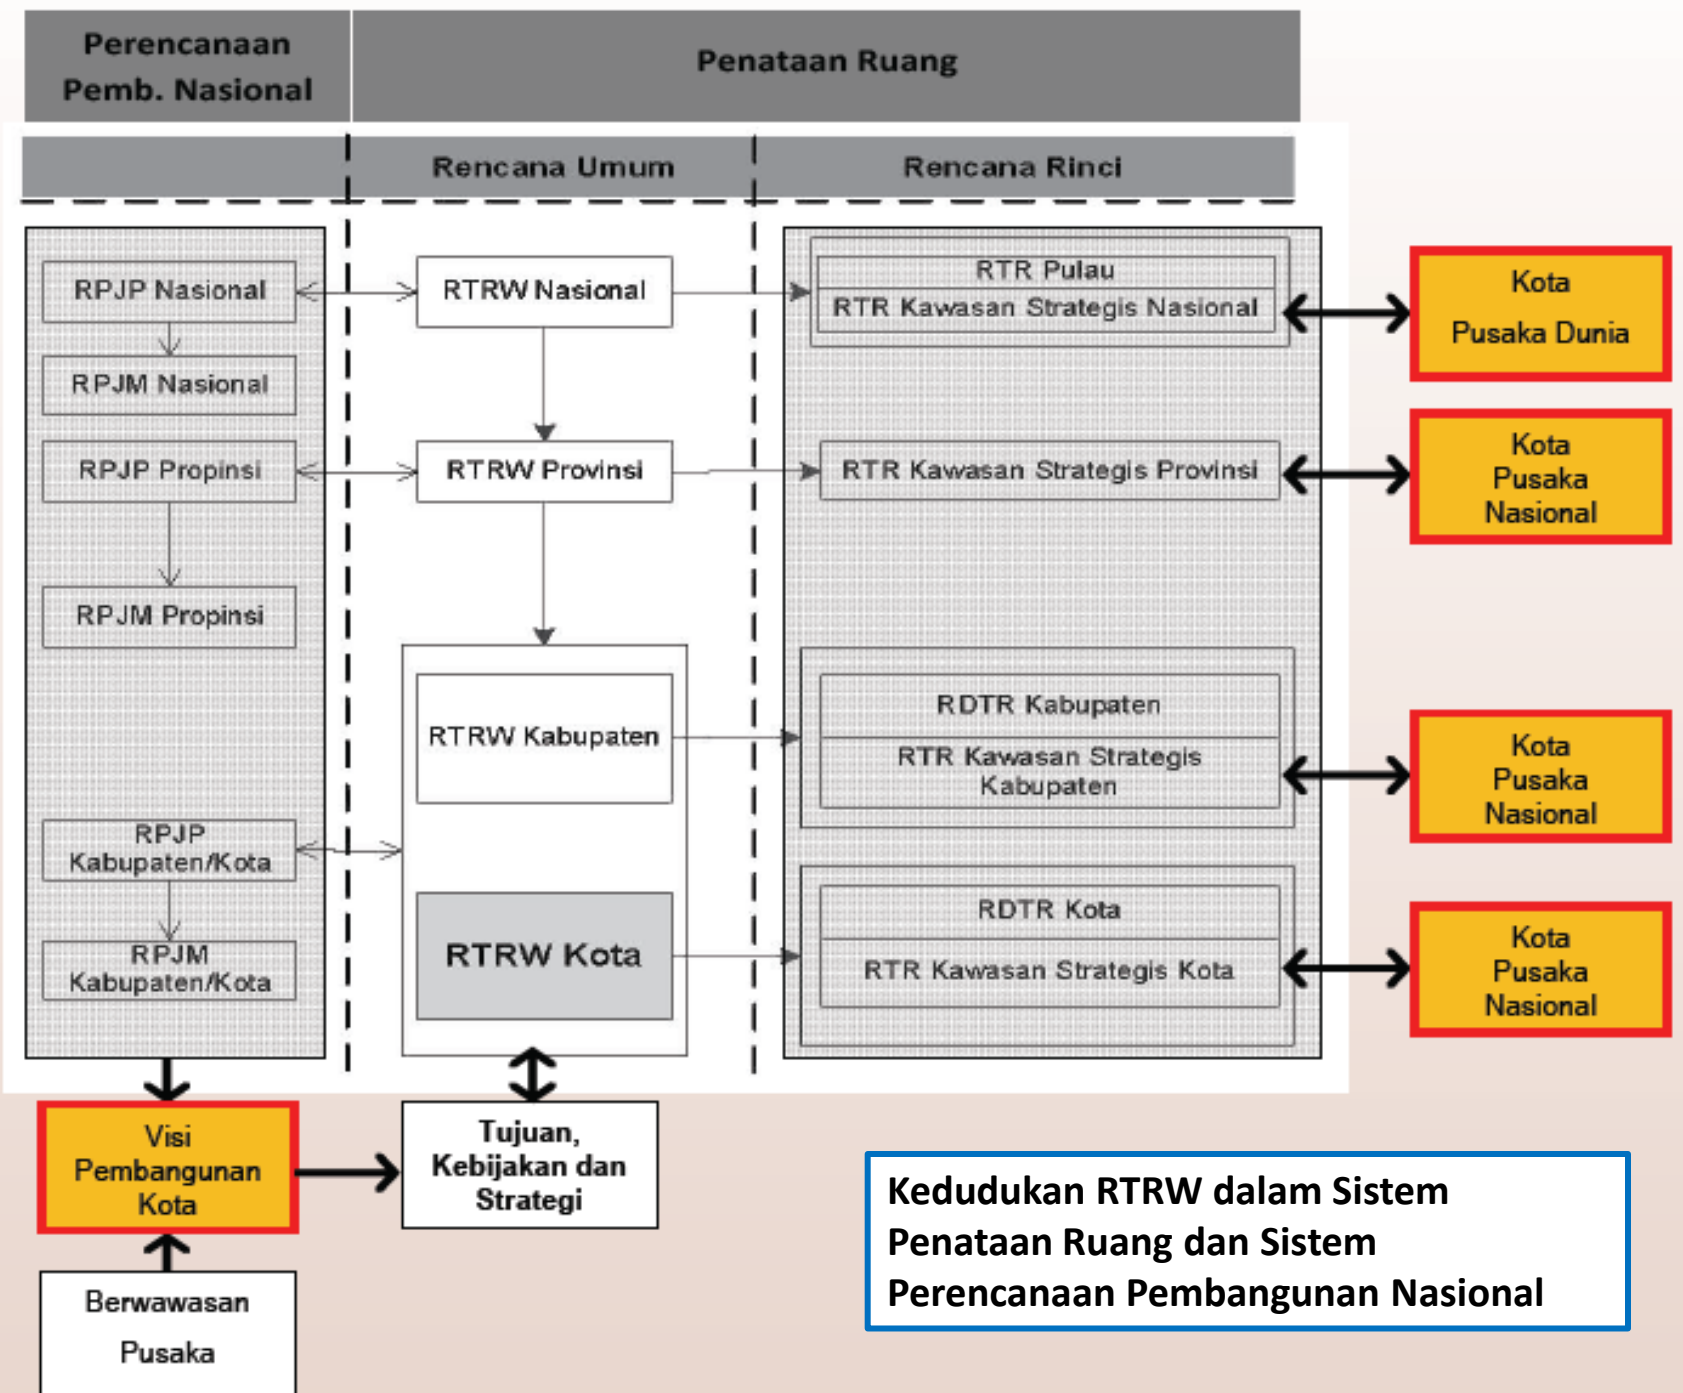 Perencanaan
Pemb. Nasional
Penataan Ruang
Rencana Umum
Rencana Rinci
RPJP Nasional
RPJM Nasional
RPJP Propinsi
RPJM Propinsi
RPJP
Kabupaten/Kota
RPJM
Kabupaten/Kota
RTRW Nasional
RTRW Provinsi
RTRW Kabupaten
RTRW Kota
RTR Pulau
RTR Kawasan Strategis Nasional
RTR Kawasan Strategis Provinsi
RDTR Kabupaten
RTR Kawasan Strategis
Kabupaten
RDTR Kota
RTR Kawasan Strategis Kota
Kota
Pusaka Dunia
Kota
Pusaka
Nasional
Kota
Pusaka
Nasional
Kota
Pusaka
Nasional
Visi
Pembangunan
Kota
Tujuan,
Kebijakan dan
Strategi
Berwawasan
Pusaka
Kedudukan RTRW dalam Sistem
Penataan Ruang dan Sistem
Perencanaan Pembangunan Nasional